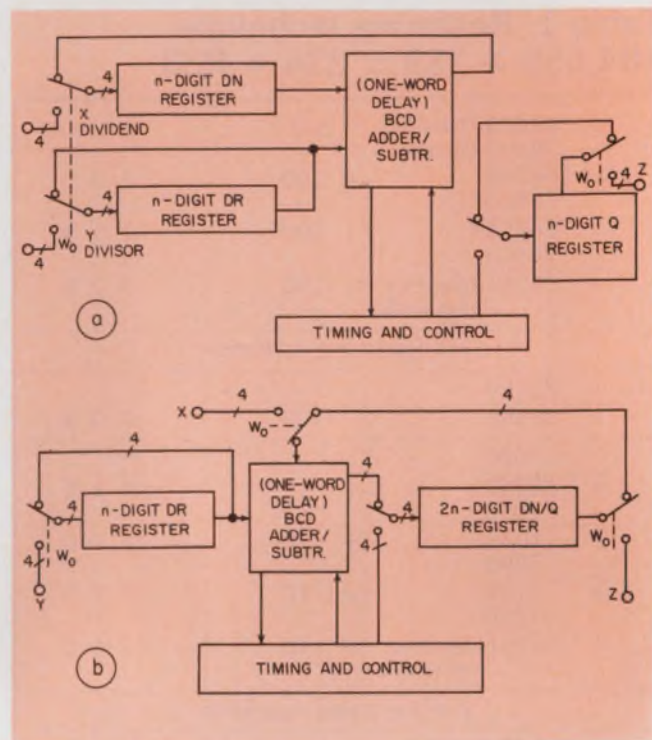 4
n-DIGIT DN
REGISTER
X
DIVIDEND
4
(ONE-WORD
DELAY)
BCD
ADDER/
SUBTR.
4
n-DIGIT DR
REGISTER
Y
DIVISOR
W₀
4
W₀
4
Z
n-DIGIT Q
REGISTER
a
TIMING AND CONTROL
X
4
W₀
4
4
4
n-DIGIT DR
REGISTER
4
W₀
Y
(ONE-WORD
DELAY)
BCD
ADDER/
SUBTR.
4
4
4
2n-DIGIT DN/Q
REGISTER
W₀
Z
b
TIMING AND CONTROL